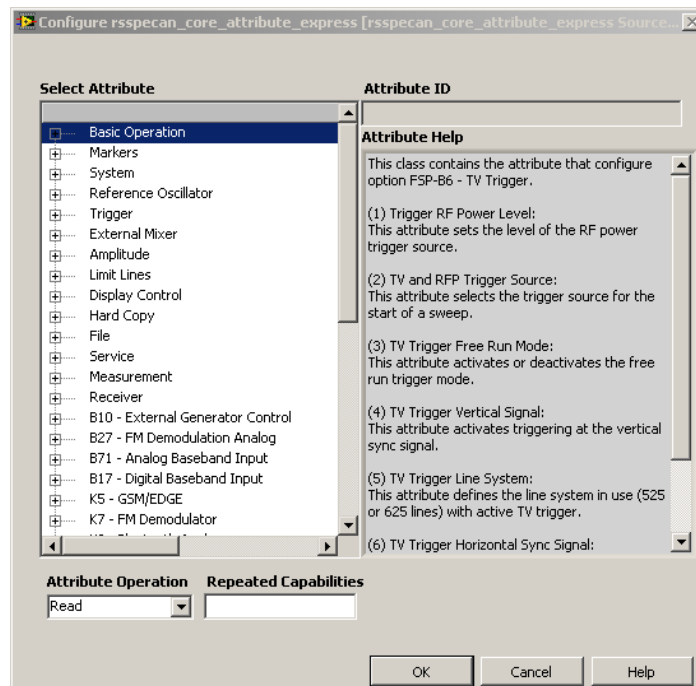 Configure rsspecan_core_attribute_express [rsspecan_core_attribute_express Source...
Select Attribute
Basic Operation
Markers
System
Reference Oscillator
Trigger
External Mixer
Amplitude
Limit Lines
Display Control
Hard Copy
File
Service
Measurement
Receiver
B10 - External Generator Control
B27 - FM Demodulation Analog
B71 - Analog Baseband Input
B17 - Digital Baseband Input
K5 - GSM/EDGE
K7 - FM Demodulator
Attribute ID
Attribute Help
This class contains the attribute that configure
option FSP-B6 - TV Trigger.
(1) Trigger RF Power Level:
This attribute sets the level of the RF power
trigger source.
(2) TV and RFP Trigger Source:
This attribute selects the trigger source for the
start of a sweep.
(3) TV Trigger Free Run Mode:
This attribute activates or deactivates the free
run trigger mode.
(4) TV Trigger Vertical Signal:
This attribute activates triggering at the vertical
sync signal.
(5) TV Trigger Line System:
This attribute defines the line system in use (525
or 625 lines) with active TV trigger.
(6) TV Trigger Horizontal Sync Signal:
Attribute Operation
Read
Repeated Capabilities
OK
Cancel
Help